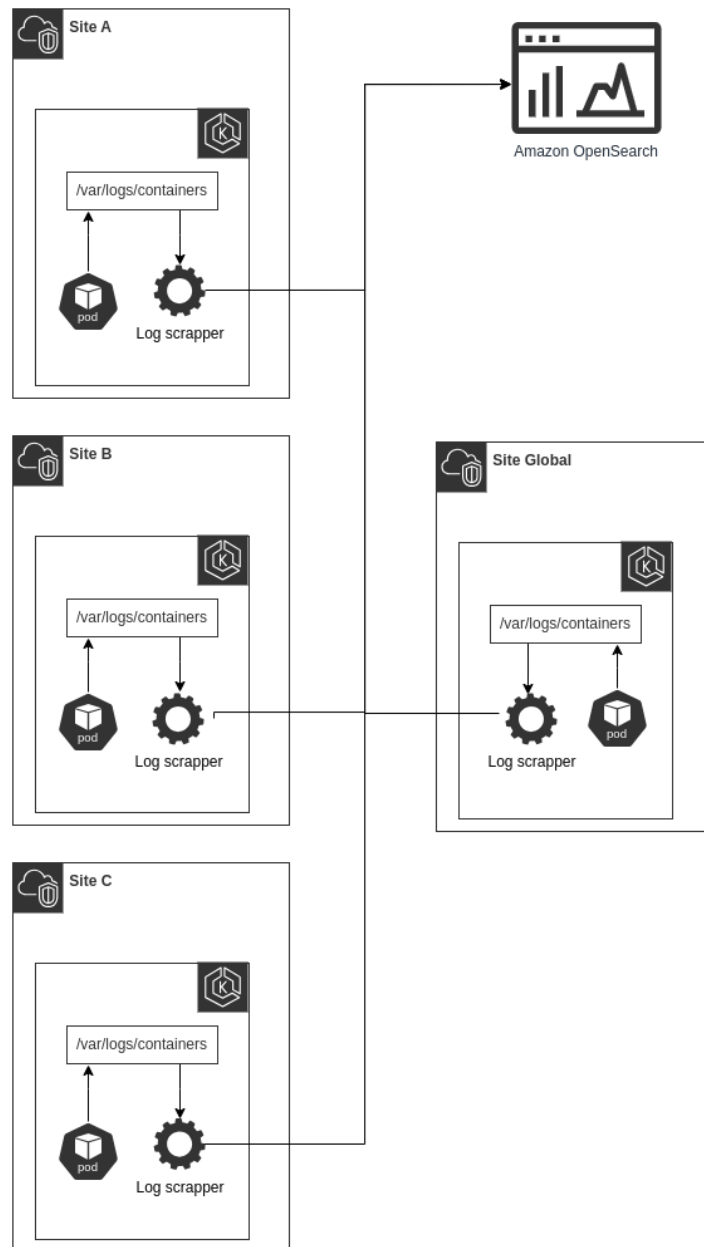 Site A
Amazon OpenSearch
/var/logs/containers
pod
Log scrapper
Site B
/var/logs/containers
pod
Log scrapper
Site Global
/var/logs/containers
Log scrapper
pod
Site C
/var/logs/containers
pod
Log scrapper
K
K
K
K